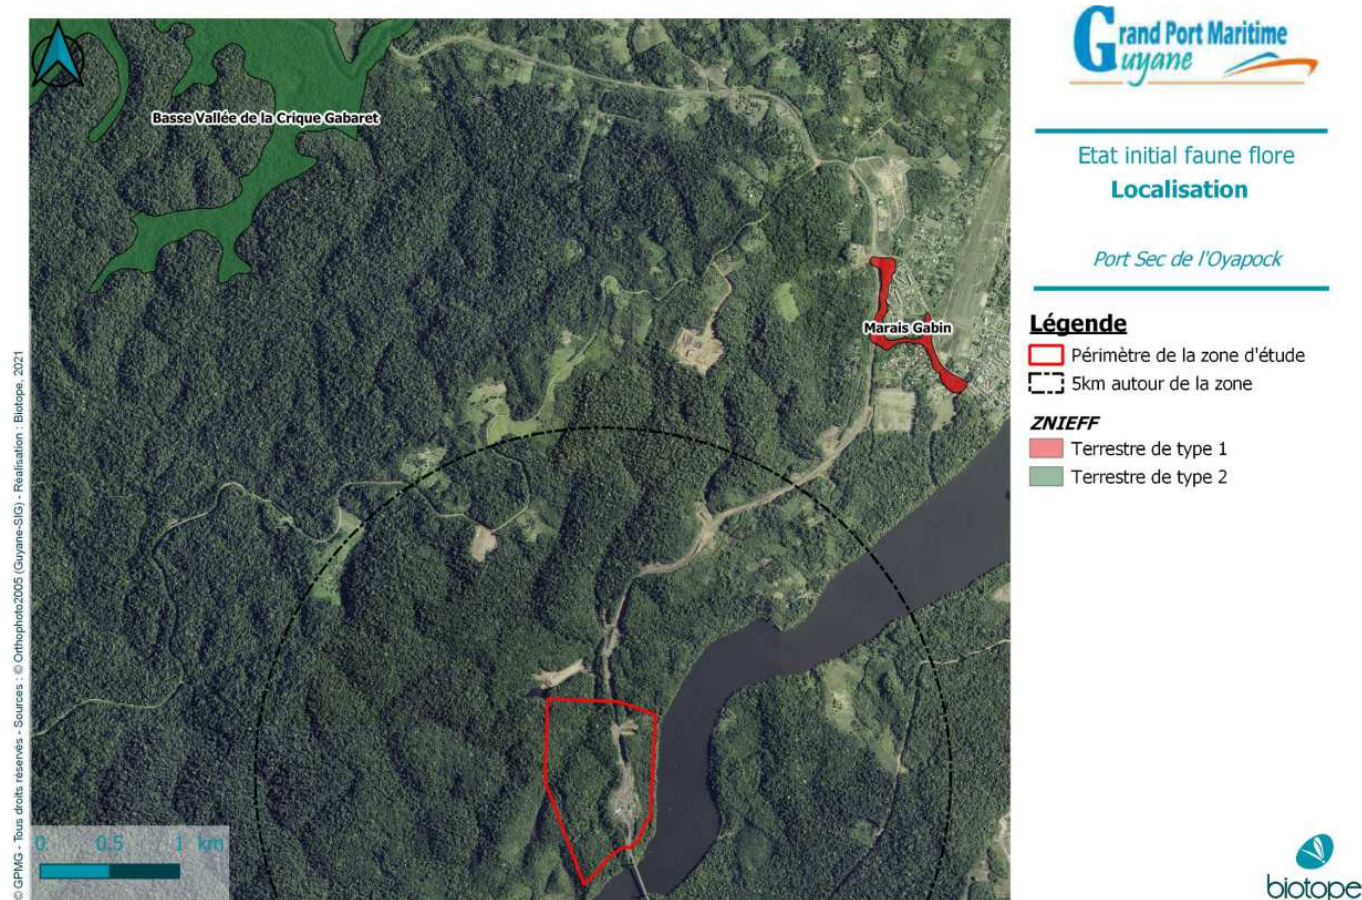 Grand Port Maritime
Guyane
Etat initial faune flore
Localisation
Port Sec de l'Oyapock
Légende
Périmètre de la zone d'étude
5km autour de la zone
ZNIEFF
Terrestre de type 1
Terrestre de type 2
Basse Vallée de la Crique Gabaret
Marais Gabin
0 0.5 1 km
© GPMG - Tous droits réservés - Sources : © Orthophoto2005 (Guyane-SIG) - Réalisation : Biotope, 2021
biotope